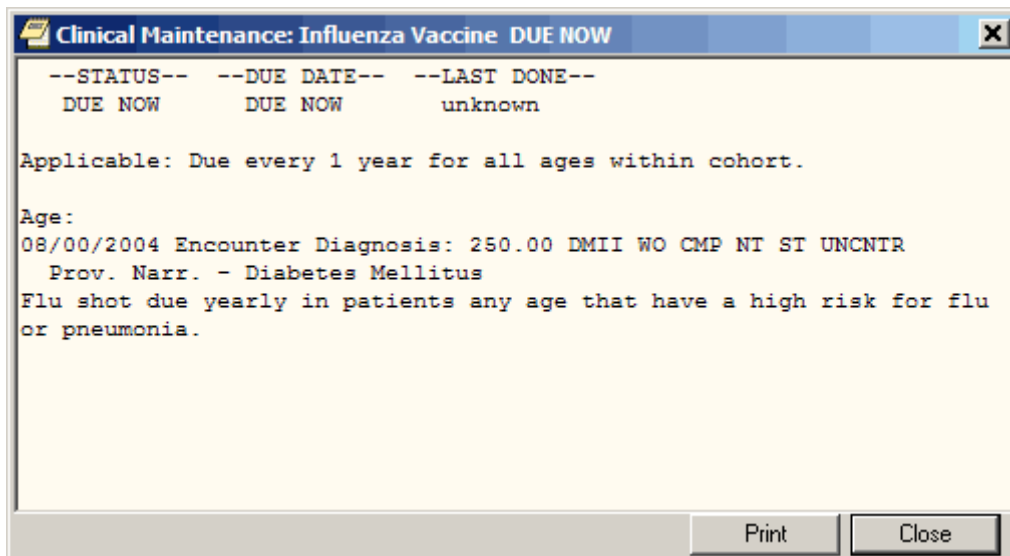 Clinical Maintenance: Influenza Vaccine DUE NOW
--STATUS-- --DUE DATE-- --LAST DONE--
DUE NOW DUE NOW unknown
Applicable: Due every 1 year for all ages within cohort.
Age:
08/00/2004 Encounter Diagnosis: 250.00 DMII WO CMP NT ST UNCNTR
Prov. Narr. - Diabetes Mellitus
Flu shot due yearly in patients any age that have a high risk for flu
or pneumonia.
Print Close